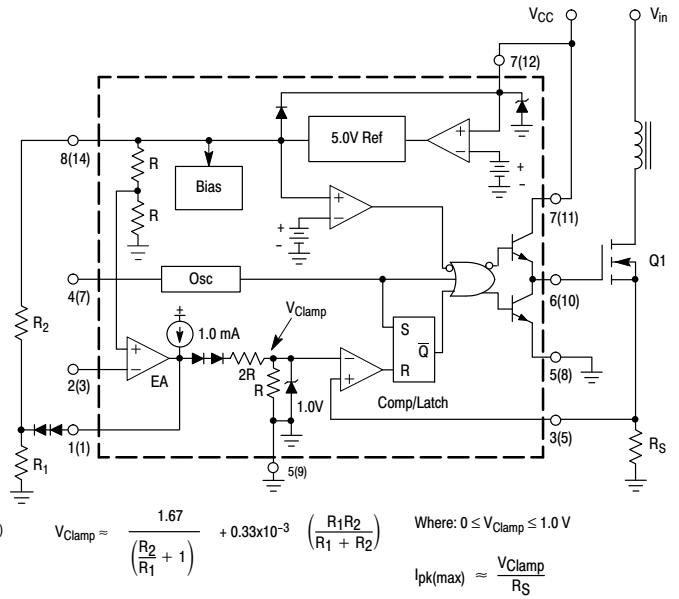 VCC
Vin
7(12)
5.0V Ref
+
−
+
-
8(14)
R
Bias
R
+
−
+
-
7(11)
Q1
4(7)
Osc
6(10)
R2
+
-
1.0 mA
VClamp
S
Q̅
R
+
−
EA
2(3)
2R
R
1.0V
−
+
Comp/Latch
5(8)
1(1)
3(5)
R1
5(9)
RS
)
VClamp ≈ 1.67 / (R2/R1 + 1) + 0.33x10⁻³ (R1R2 / R1 + R2)
Where: 0 ≤ VClamp ≤ 1.0 V
Ipk(max) ≈ VClamp / RS